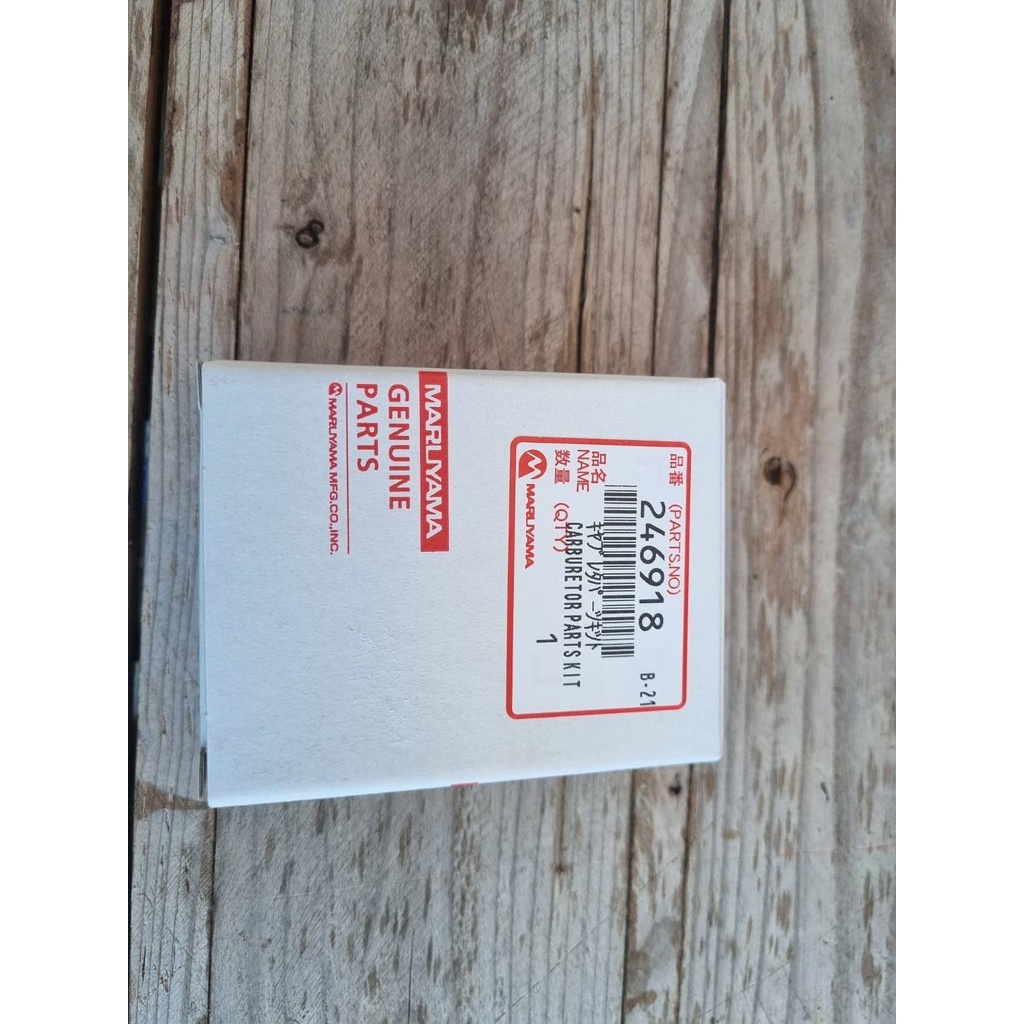 品番 (PARTS.NO)
246918
B-21
品名
NAME
ｷﾔﾌﾞﾚﾀﾊﾟｰﾂｷｯﾄ
CARBURETOR PARTS KIT
数量 (QTY)
1
MARUYAMA
MARUYAMA
GENUINE
PARTS
MARUYAMA MFG.CO.,INC.